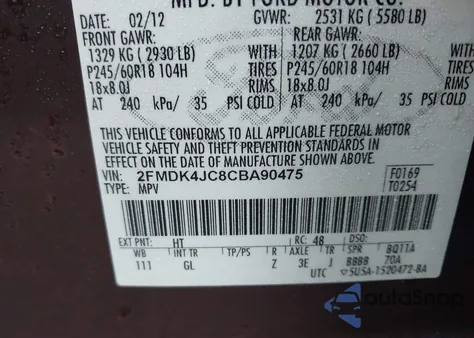 MFD. BY FORD MOTOR CO.
DATE: 02/12 GVWR: 2531 KG ( 5580 LB)
FRONT GAWR: REAR GAWR:
1329 KG ( 2930 LB) WITH 1207 KG ( 2660 LB)
P245/60R18 104H TIRES P245/60R18 104H
18x8.0J RIMS 18x8.0J
AT 240 kPa/ 35 PSI COLD AT 240 kPa/ 35 PSI COLD
THIS VEHICLE CONFORMS TO ALL APPLICABLE FEDERAL MOTOR
VEHICLE SAFETY AND THEFT PREVENTION STANDARDS IN
EFFECT ON THE DATE OF MANUFACTURE SHOWN ABOVE.
VIN: 2FMDK4JC8CBA90475 F0169
TYPE: MPV T0254
EXT PNT: HT RC: 48 DSO:
WB INT TR TP/PS R AXLE TR SPR BQ11A
111 GL Z 3E J BBBB 70A
UTC 5USA-1520472-BA
autoSnap